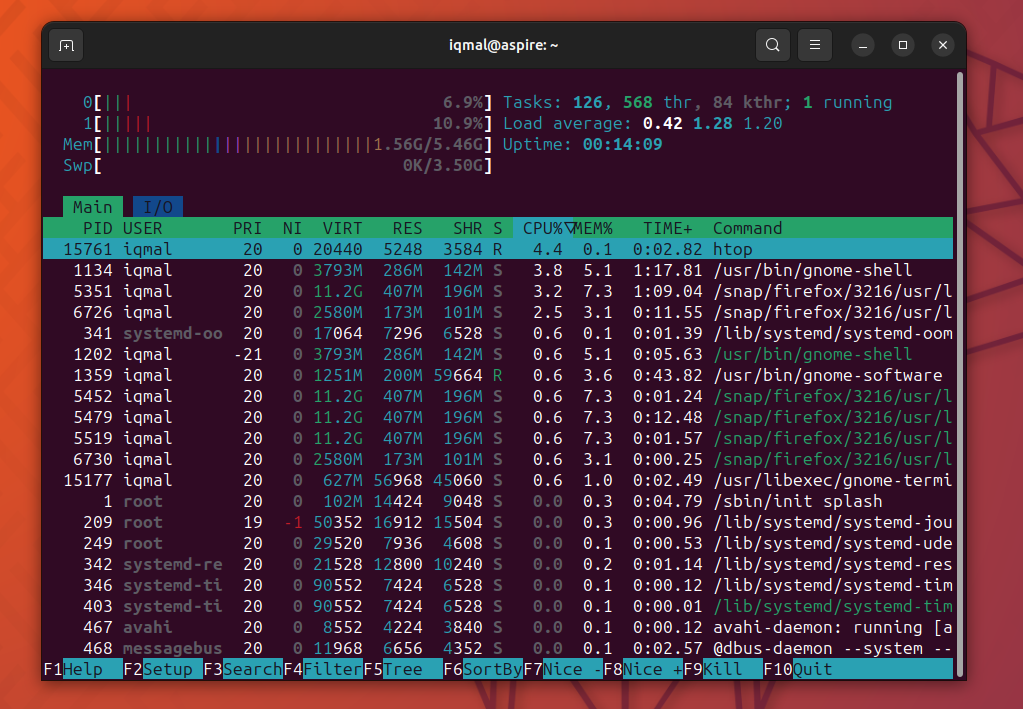 iqmal@aspire: ~
0[||| 6.9%] Tasks: 126, 568 thr, 84 kthr; 1 running
1[||||| 10.9%] Load average: 0.42 1.28 1.20
Mem[|||||||||||||||||||||||||||1.56G/5.46G] Uptime: 00:14:09
Swp[ 0K/3.50G]
Main I/O
PID USER PRI NI VIRT RES SHR S CPU%▽MEM% TIME+ Command
15761 iqmal 20 0 20440 5248 3584 R 4.4 0.1 0:02.82 htop
1134 iqmal 20 0 3793M 286M 142M S 3.8 5.1 1:17.81 /usr/bin/gnome-shell
5351 iqmal 20 0 11.2G 407M 196M S 3.2 7.3 1:09.04 /snap/firefox/3216/usr/l
6726 iqmal 20 0 2580M 173M 101M S 2.5 3.1 0:11.55 /snap/firefox/3216/usr/l
341 systemd-oo 20 0 17064 7296 6528 S 0.6 0.1 0:01.39 /lib/systemd/systemd-oom
1202 iqmal -21 0 3793M 286M 142M S 0.6 5.1 0:05.63 /usr/bin/gnome-shell
1359 iqmal 20 0 1251M 200M 59664 R 0.6 3.6 0:43.82 /usr/bin/gnome-software
5452 iqmal 20 0 11.2G 407M 196M S 0.6 7.3 0:01.24 /snap/firefox/3216/usr/l
5479 iqmal 20 0 11.2G 407M 196M S 0.6 7.3 0:12.48 /snap/firefox/3216/usr/l
5519 iqmal 20 0 11.2G 407M 196M S 0.6 7.3 0:01.57 /snap/firefox/3216/usr/l
6730 iqmal 20 0 2580M 173M 101M S 0.6 3.1 0:00.25 /snap/firefox/3216/usr/l
15177 iqmal 20 0 627M 56968 45060 S 0.6 1.0 0:02.49 /usr/libexec/gnome-termi
1 root 20 0 102M 14424 9048 S 0.0 0.3 0:04.79 /sbin/init splash
209 root 19 -1 50352 16912 15504 S 0.0 0.3 0:00.96 /lib/systemd/systemd-jou
249 root 20 0 29520 7936 4608 S 0.0 0.1 0:00.53 /lib/systemd/systemd-ude
342 systemd-re 20 0 21528 12800 10240 S 0.0 0.2 0:01.14 /lib/systemd/systemd-res
346 systemd-ti 20 0 90552 7424 6528 S 0.0 0.1 0:00.12 /lib/systemd/systemd-tim
403 systemd-ti 20 0 90552 7424 6528 S 0.0 0.1 0:00.01 /lib/systemd/systemd-tim
467 avahi 20 0 8552 4224 3840 S 0.0 0.1 0:00.12 avahi-daemon: running [a
468 messagebus 20 0 11968 6656 4352 S 0.0 0.1 0:02.57 @dbus-daemon --system --
F1Help F2Setup F3SearchF4FilterF5Tree F6SortByF7Nice -F8Nice +F9Kill F10Quit